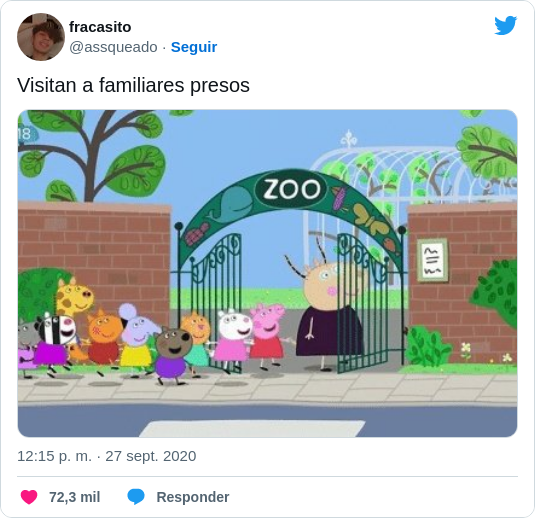 fracasito
@assqueado · Seguir
Visitan a familiares presos
18
ZOO
12:15 p. m. · 27 sept. 2020
72,3 mil
Responder